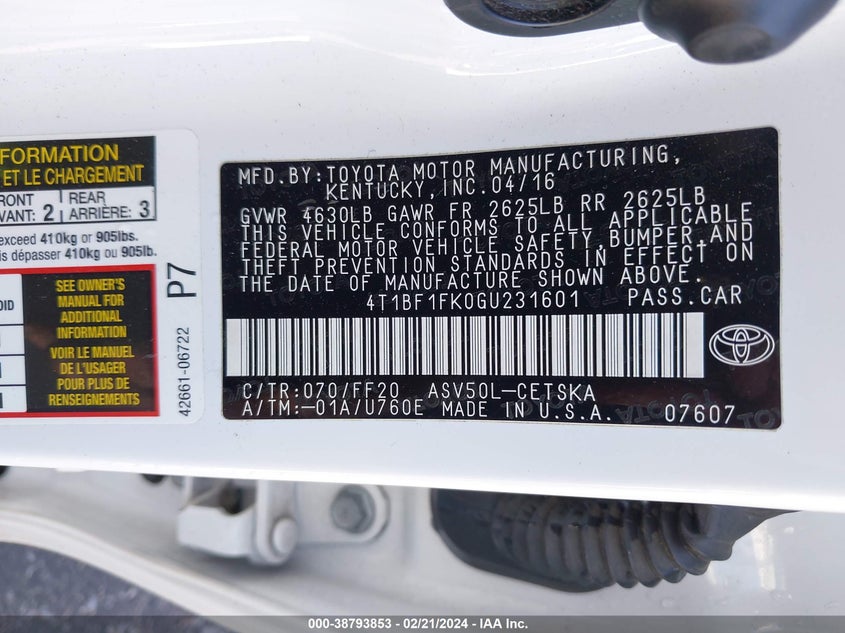 FORMATION
ET LE CHARGEMENT
FRONT
AVANT: 2
REAR
ARRIÈRE: 3
exceed 410kg or 905lbs.
is dépasser 410kg ou 905lb.
OID
SEE OWNER'S
MANUAL FOR
ADDITIONAL
INFORMATION
VOIR LE MANUEL
DE L'USAGER
POUR PLUS DE
RENSEIGNEMENTS
P7
42661-06722
MFD.BY:TOYOTA MOTOR MANUFACTURING,
KENTUCKY,INC.04/16
GVWR 4630LB GAWR FR 2625LB RR 2625LB
THIS VEHICLE CONFORMS TO ALL APPLICABLE
FEDERAL MOTOR VEHICLE SAFETY,BUMPER,AND
THEFT PREVENTION STANDARDS IN EFFECT ON
THE DATE OF MANUFACTURE SHOWN ABOVE.
4T1BF1FK0GU231601 PASS.CAR
C/TR:070/FF20 ASV50L-CETSKA
A/TM:-01A/U760E MADE IN U.S.A. 07607
000-38793853 - 02/21/2024 - IAA Inc.